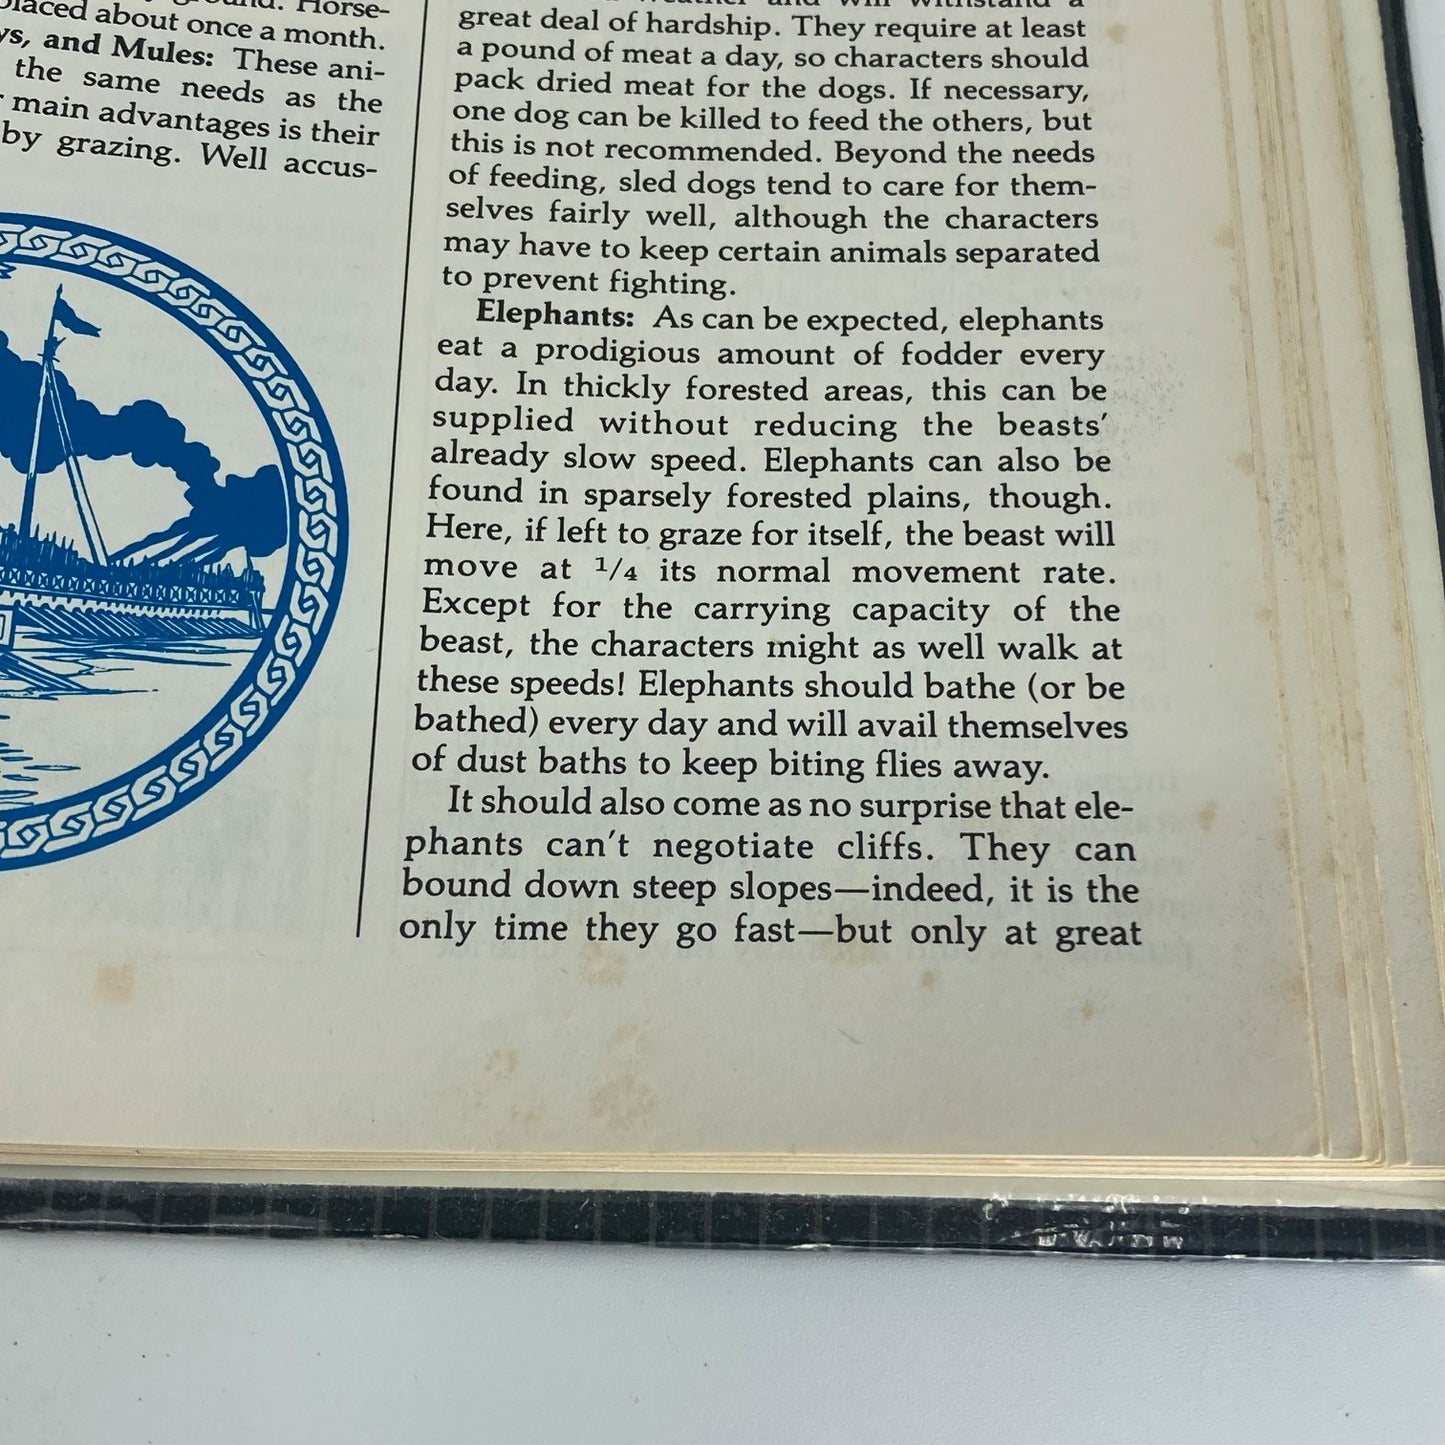 Horse-
placed about once a month.
and Mules: These ani-
the same needs as the
main advantages is their
by grazing. Well accus-
great deal of hardship. They require at least
a pound of meat a day, so characters should
pack dried meat for the dogs. If necessary,
one dog can be killed to feed the others, but
this is not recommended. Beyond the needs
of feeding, sled dogs tend to care for them-
selves fairly well, although the characters
may have to keep certain animals separated
to prevent fighting.
Elephants: As can be expected, elephants
eat a prodigious amount of fodder every
day. In thickly forested areas, this can be
supplied without reducing the beasts'
already slow speed. Elephants can also be
found in sparsely forested plains, though.
Here, if left to graze for itself, the beast will
move at 1/4 its normal movement rate.
Except for the carrying capacity of the
beast, the characters might as well walk at
these speeds! Elephants should bathe (or be
bathed) every day and will avail themselves
of dust baths to keep biting flies away.
It should also come as no surprise that ele-
phants can't negotiate cliffs. They can
bound down steep slopes—indeed, it is the
only time they go fast—but only at great